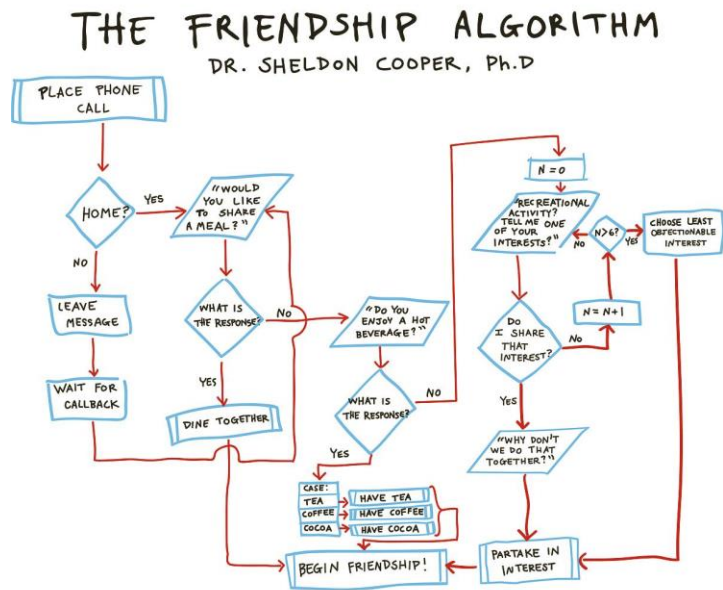 THE FRIENDSHIP ALGORITHM
DR. SHELDON COOPER, Ph.D
PLACE PHONE
CALL
HOME?
YES
NO
LEAVE
MESSAGE
WAIT FOR
CALLBACK
"WOULD
YOU LIKE
TO SHARE
A MEAL?"
WHAT IS
THE RESPONSE?
NO
YES
DINE TOGETHER
"DO YOU
ENJOY A HOT
BEVERAGE?"
WHAT IS
THE RESPONSE?
NO
YES
CASE:
TEA
HAVE TEA
COFFEE
HAVE COFFEE
COCOA
HAVE COCOA
BEGIN FRIENDSHIP!
N=0
"RECREATIONAL
ACTIVITY?
TELL ME ONE
OF YOUR
INTERESTS?"
DO
I SHARE
THAT
INTEREST?
NO
N=N+1
N>6?
NO
YES
CHOOSE LEAST
OBJECTIONABLE
INTEREST
YES
"WHY DON'T
WE DO THAT
TOGETHER?"
PARTAKE IN
INTEREST